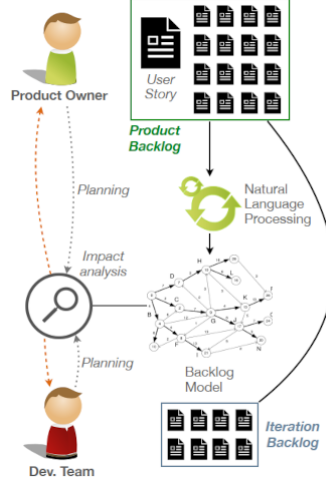 User
Story
Product Owner
Product
Backlog
Planning
Natural
Language
Processing
Impact
analysis
H
D
L
C
K
B
G
F
N
Backlog
Model
Planning
Iteration
Backlog
Dev. Team